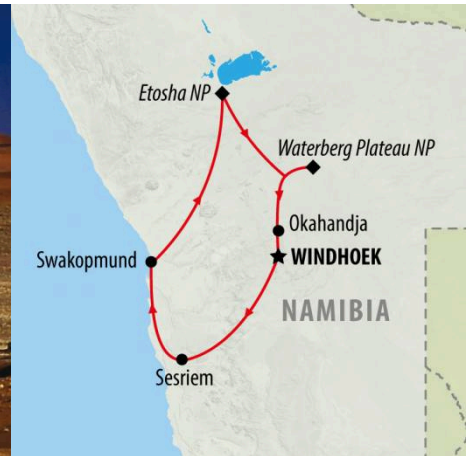 Etosha NP
Waterberg Plateau NP
Okahandja
WINDHOEK
Swakopmund
NAMIBIA
Sesriem